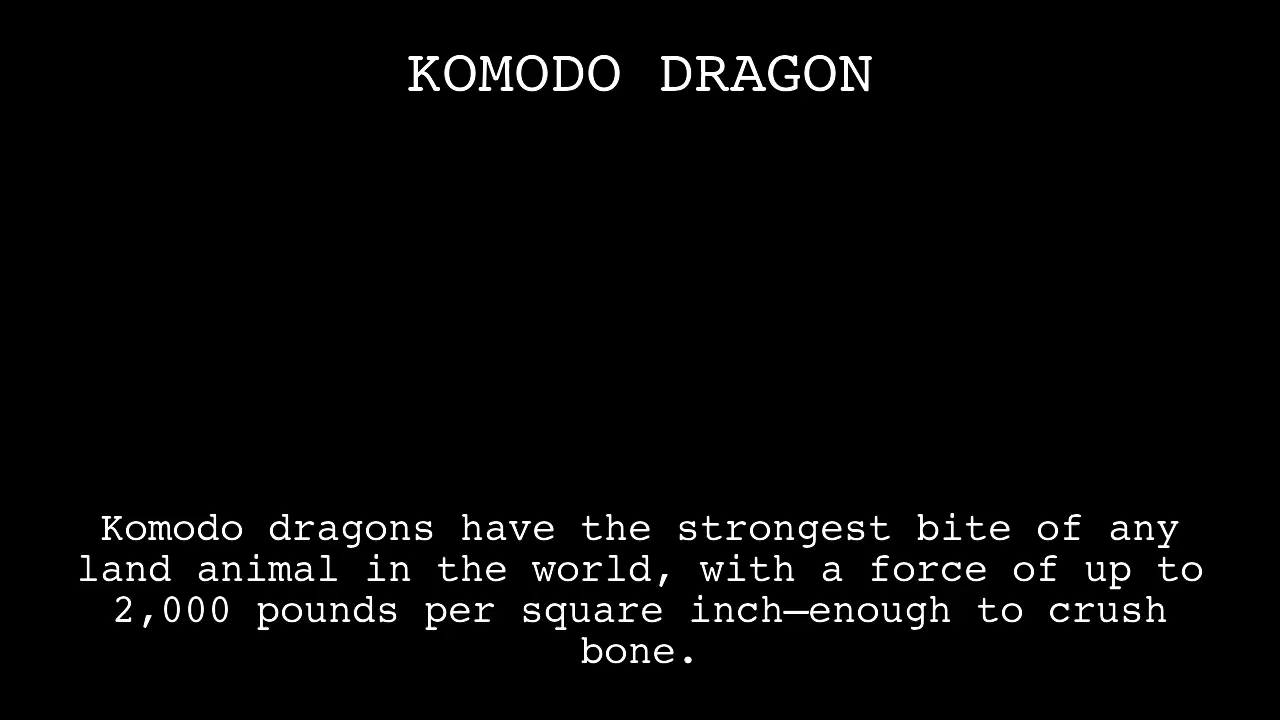 KOMODO DRAGON
Komodo dragons have the strongest bite of any
land animal in the world, with a force of up to
2,000 pounds per square inch—enough to crush
bone.